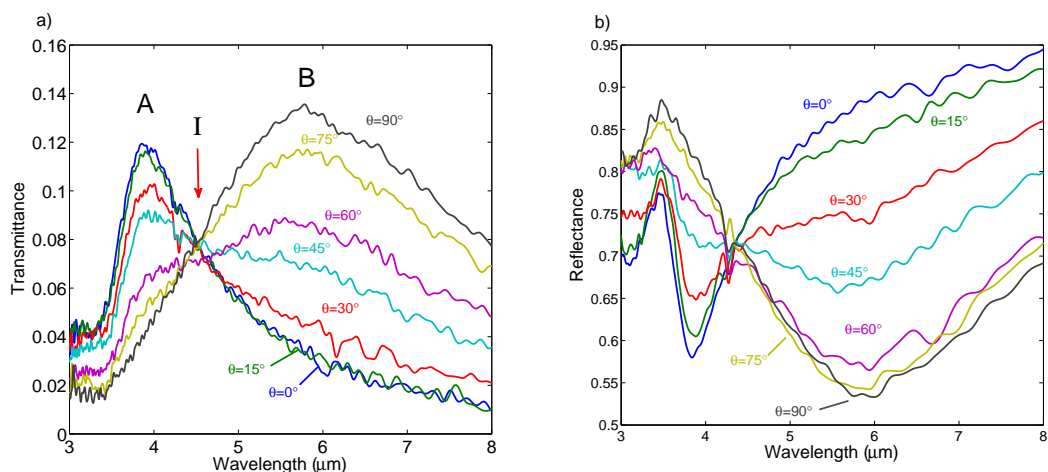 a)
0.16
0.14
0.12
0.1
0.08
0.06
0.04
0.02
0
3
4
5
6
7
8
Transmittance
Wavelength (μm)
A
I
B
θ=90°
θ=75°
θ=60°
θ=45°
θ=30°
θ=15°
θ=0°
b)
0.95
0.9
0.85
0.8
0.75
0.7
0.65
0.6
0.55
0.5
3
4
5
6
7
8
Reflectance
Wavelength (μm)
θ=0°
θ=15°
θ=30°
θ=45°
θ=60°
θ=75°
θ=90°